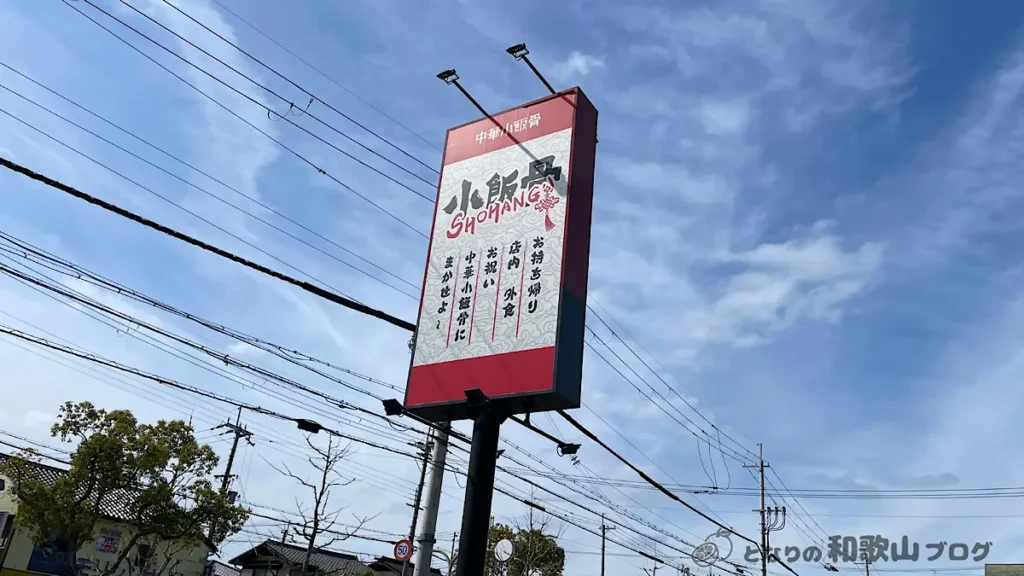 中華小飯骨
小飯骨
SHOHANG
お持ち帰り
店内 外食
お祝い
中華小飯骨に
まかせよ~
50
となりの和歌山ブログ